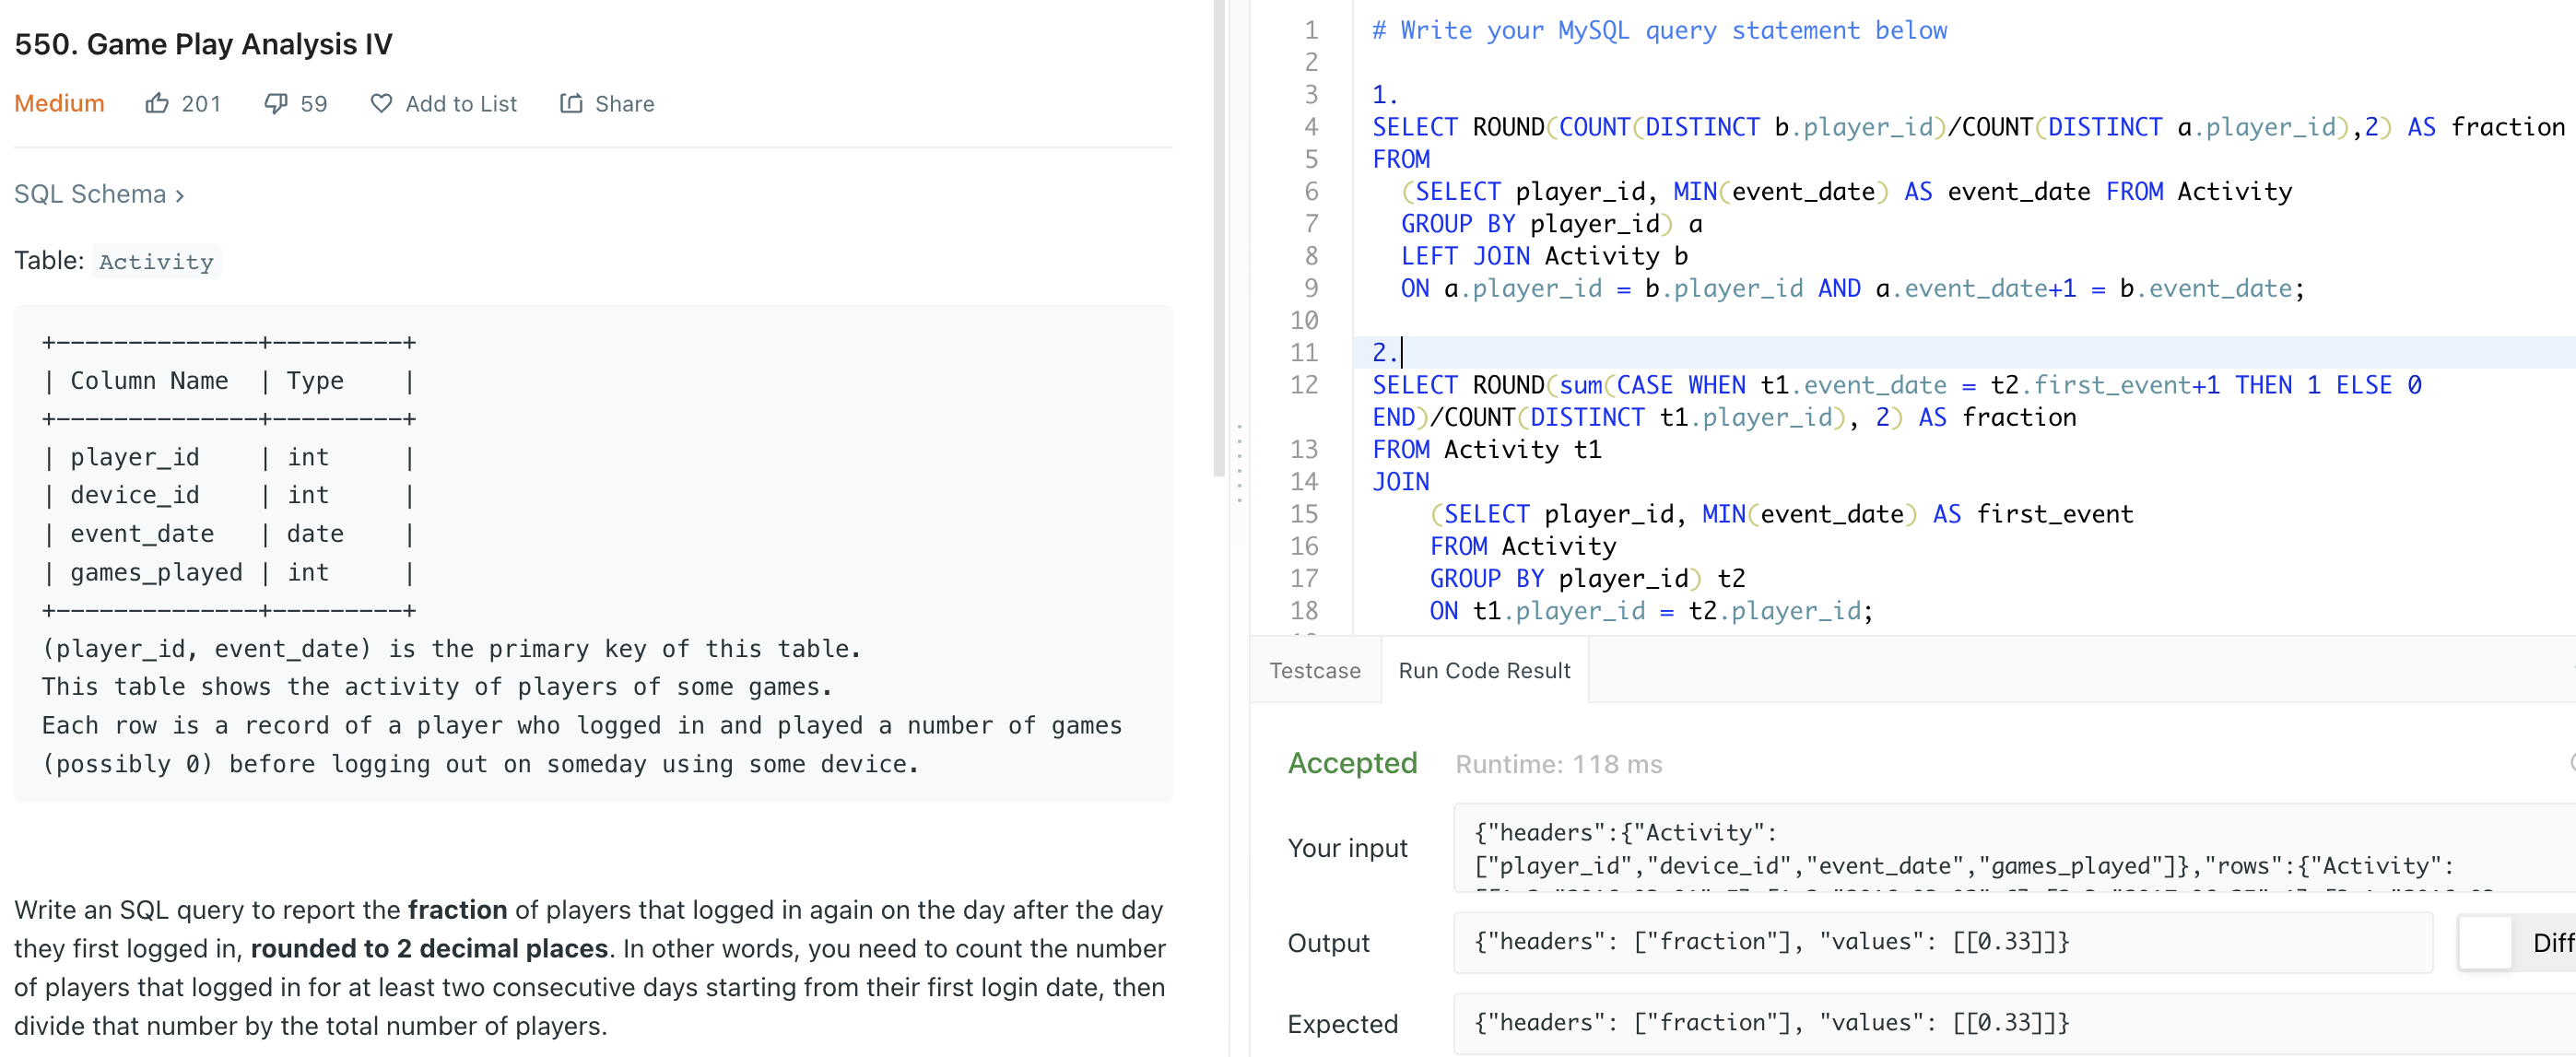 550. Game Play Analysis IV
Medium 201 59 Add to List Share
SQL Schema >
Table: Activity
+--------------+---------+
| Column Name  | Type    |
+--------------+---------+
| player_id    | int     |
| device_id    | int     |
| event_date   | date    |
| games_played | int     |
+--------------+---------+
(player_id, event_date) is the primary key of this table.
This table shows the activity of players of some games.
Each row is a record of a player who logged in and played a number of games
(possibly 0) before logging out on someday using some device.
Write an SQL query to report the fraction of players that logged in again on the day after the day
they first logged in, rounded to 2 decimal places. In other words, you need to count the number
of players that logged in for at least two consecutive days starting from their first login date, then
divide that number by the total number of players.
1 # Write your MySQL query statement below
2
3 1.
4 SELECT ROUND(COUNT(DISTINCT b.player_id)/COUNT(DISTINCT a.player_id),2) AS fraction
5 FROM
6 (SELECT player_id, MIN(event_date) AS event_date FROM Activity
7 GROUP BY player_id) a
8 LEFT JOIN Activity b
9 ON a.player_id = b.player_id AND a.event_date+1 = b.event_date;
10
11 2.
12 SELECT ROUND(sum(CASE WHEN t1.event_date = t2.first_event+1 THEN 1 ELSE 0
END)/COUNT(DISTINCT t1.player_id), 2) AS fraction
13 FROM Activity t1
14 JOIN
15 (SELECT player_id, MIN(event_date) AS first_event
16 FROM Activity
17 GROUP BY player_id) t2
18 ON t1.player_id = t2.player_id;
Testcase Run Code Result
Accepted Runtime: 118 ms
Your input
{"headers":{"Activity":
["player_id","device_id","event_date","games_played"]},"rows":{"Activity":
Output {"headers": ["fraction"], "values": [[0.33]]} Diff
Expected {"headers": ["fraction"], "values": [[0.33]]}